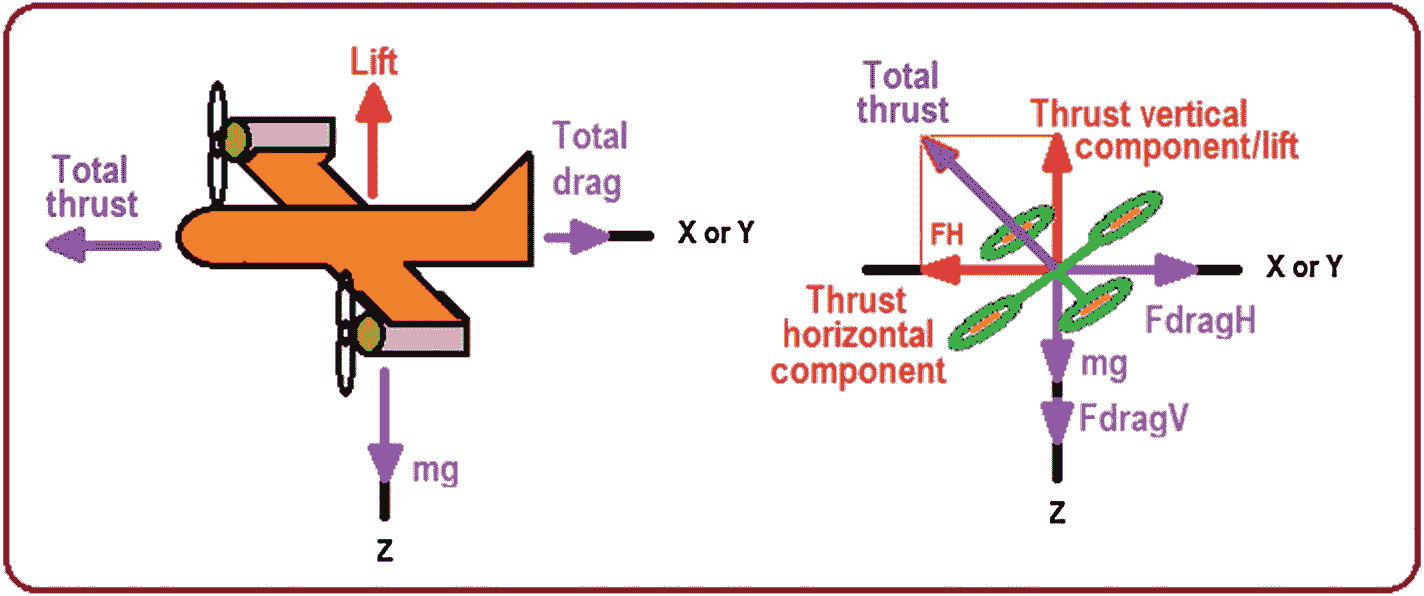 Lift
Total
thrust
Total
drag
X or Y
mg
Z
Total
thrust
Thrust vertical
component/lift
FH
X or Y
Thrust
horizontal
component
FdragH
mg
FdragV
Z